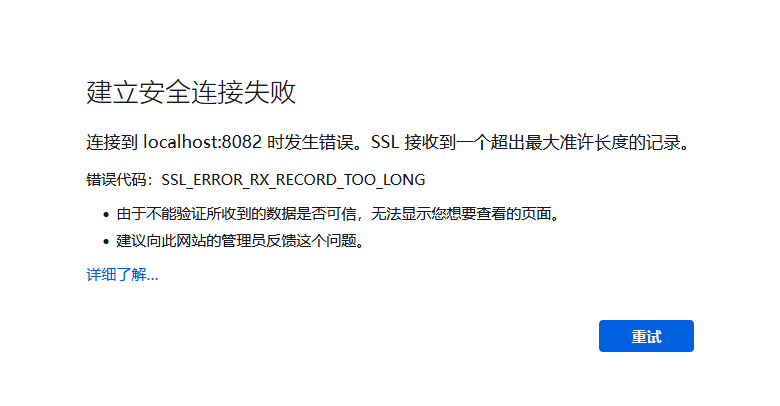 建立安全连接失败
连接到 localhost:8082 时发生错误。SSL 接收到一个超出最大准许长度的记录。
错误代码：SSL_ERROR_RX_RECORD_TOO_LONG
• 由于不能验证所收到的数据是否可信，无法显示您想要查看的页面。
• 建议向此网站的管理员反馈这个问题。
详细了解…
重试